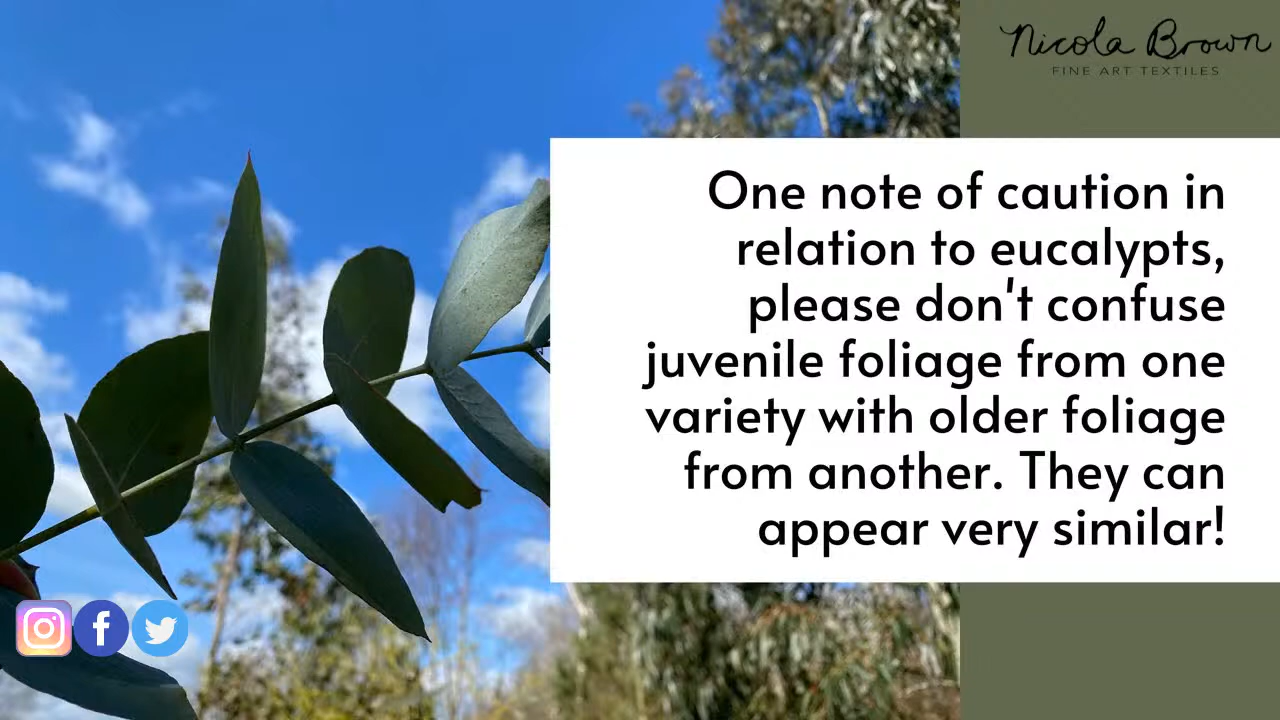 Nicola Brown
FINE ART TEXTILES
One note of caution in
relation to eucalypts,
please don't confuse
juvenile foliage from one
variety with older foliage
from another. They can
appear very similar!